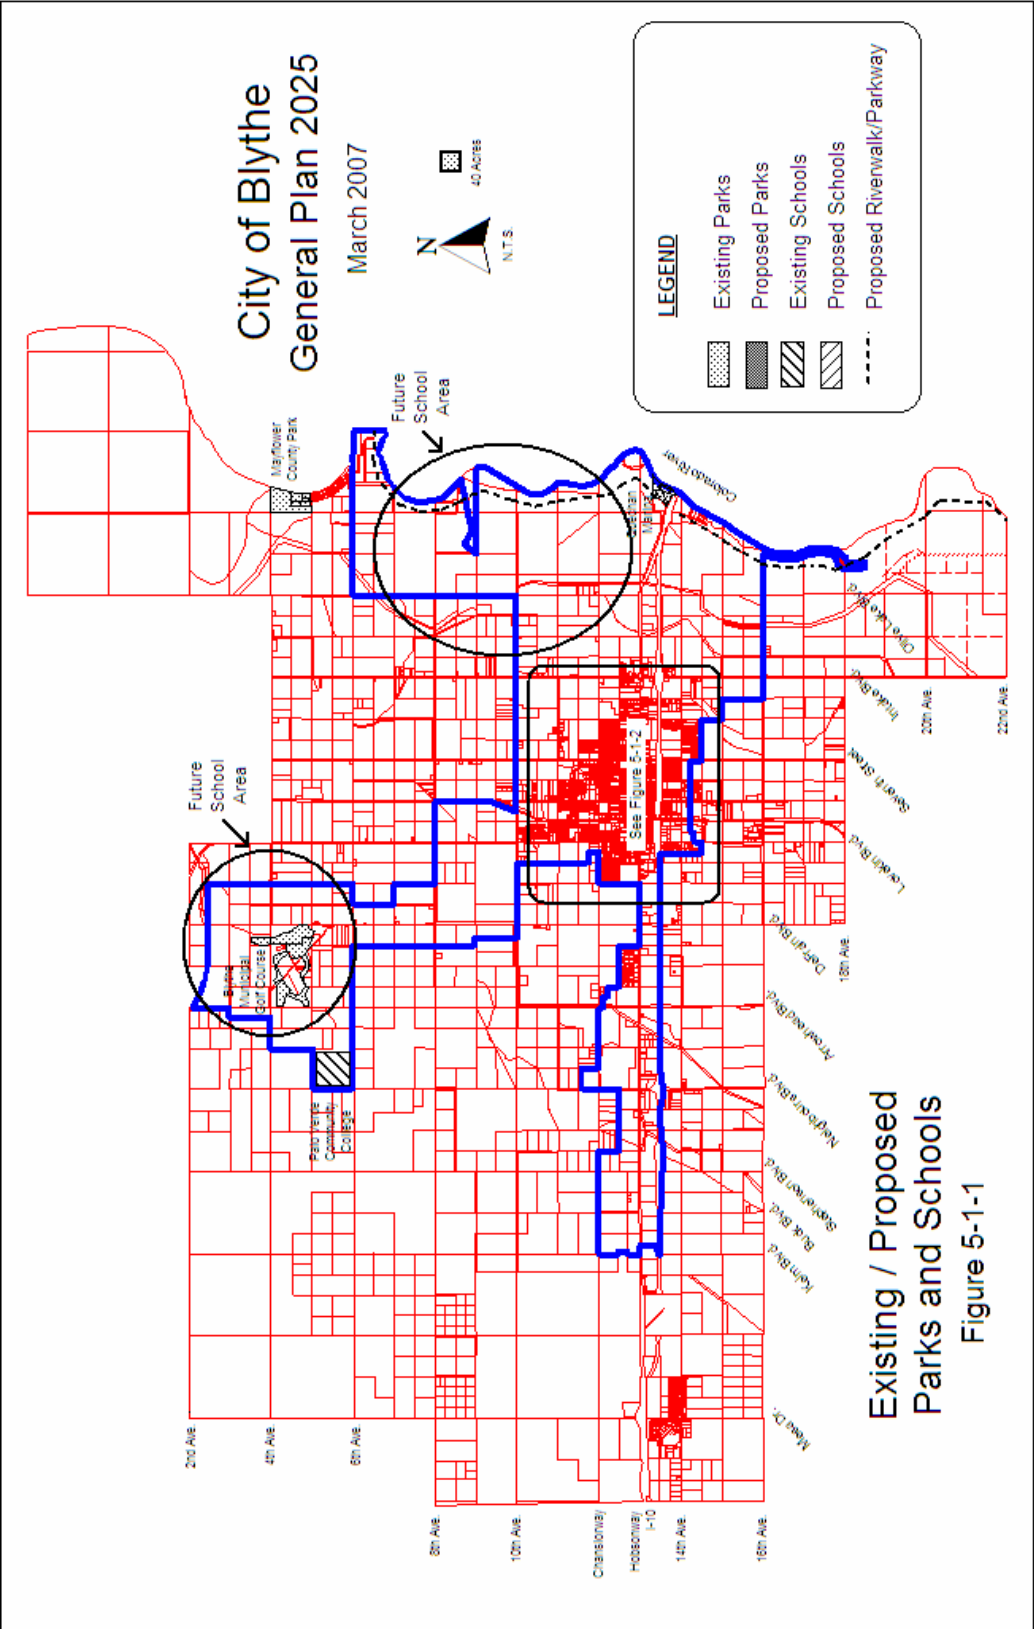 City of Blythe
General Plan 2025
March 2007
N
N.T.S.
40 Acres
LEGEND
Existing Parks
Proposed Parks
Existing Schools
Proposed Schools
Proposed Riverwalk/Parkway
Mayflower
County Park
Future
School
Area
Colorado River
Future
School
Area
Municipal
Golf Course
Palo Verde
Community
College
See Figure 5-1-2
2nd Ave.
4th Ave.
6th Ave.
8th Ave.
10th Ave.
Chanslorway
Hobsonway
I-10
14th Ave.
16th Ave.
18th Ave.
20th Ave.
22nd Ave.
Mesa Dr.
Keim Blvd.
Buck Blvd.
Stephenson Blvd.
Neighbours Blvd.
Arrowhead Blvd.
DeFrain Blvd.
Lovekin Blvd.
Seventh Street
Intake Blvd.
Olive Lake Blvd.
Existing / Proposed
Parks and Schools
Figure 5-1-1